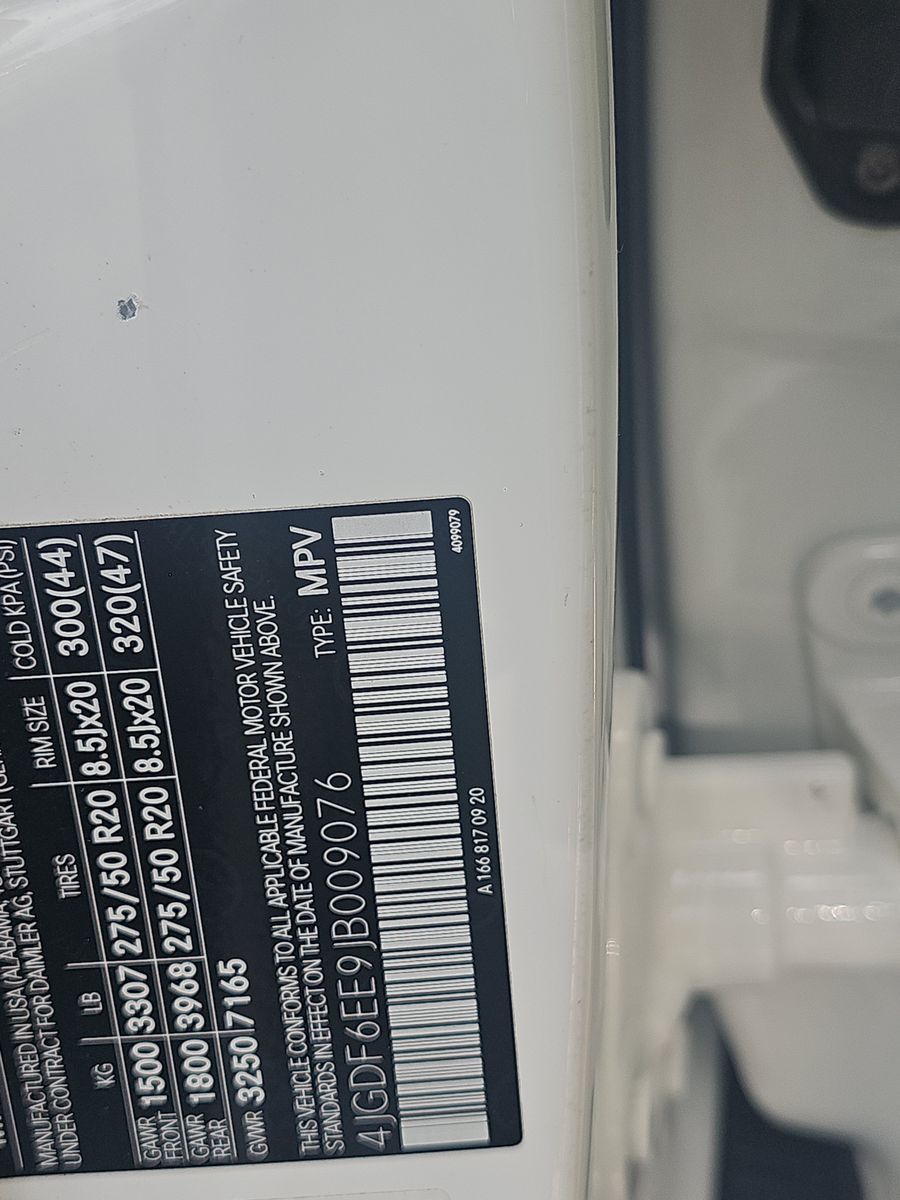 MANUFACTURED IN USA/ALABAMA,
UNDER CONTRACT FOR DAIMLER AG, STUTTGART
KG LB TIRES RIM SIZE COLD KPA (PSI)
GAWR FRONT 1500 3307 275/50 R20 8.5Jx20 300(44)
GAWR REAR 1800 3968 275/50 R20 8.5Jx20 320(47)
GVWR 3250 7165
THIS VEHICLE CONFORMS TO ALL APPLICABLE FEDERAL MOTOR VEHICLE SAFETY
STANDARDS IN EFFECT ON THE DATE OF MANUFACTURE SHOWN ABOVE.
4JGDF6EE9JB009076 TYPE: MPV
A 166 817 09 20
4099079